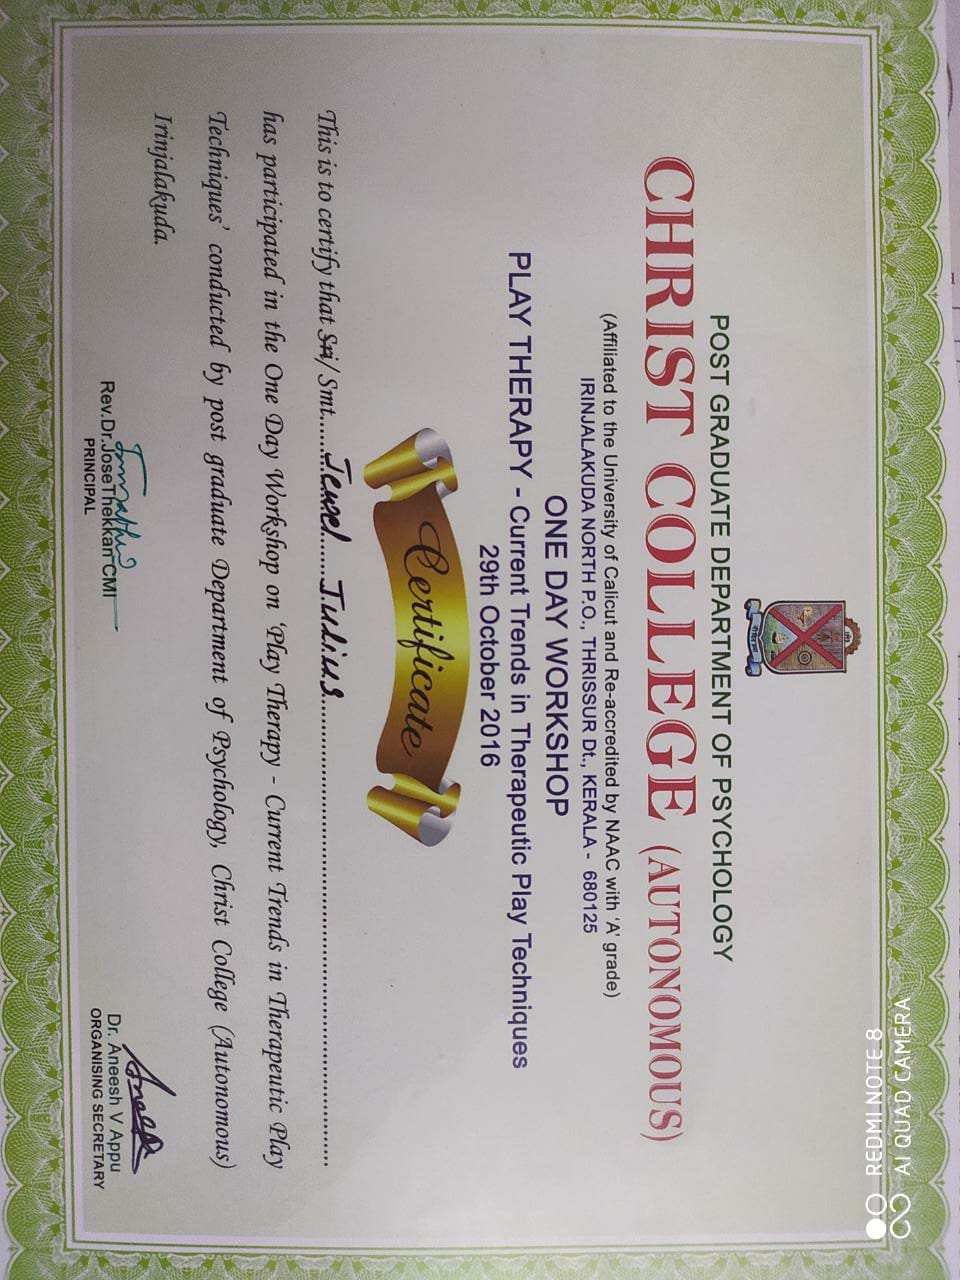 POST GRADUATE DEPARTMENT OF PSYCHOLOGY
CHRIST COLLEGE (AUTONOMOUS)
(Affiliated to the University of Calicut and Re-accredited by NAAC with 'A' grade)
IRINJALAKUDA NORTH P.O., THRISSUR Dt., KERALA - 680125
ONE DAY WORKSHOP
PLAY THERAPY - Current Trends in Therapeutic Play Techniques
29th October 2016
Certificate
This is to certify that Sri/ Smt. Jewel Judius
has participated in the One Day Workshop on 'Play Therapy - Current Trends in Therapeutic Play
Techniques' conducted by post graduate Department of Psychology, Christ College (Autonomous)
Irinjalakuda.
Rev.Dr.Jose Thekkan CMI
PRINCIPAL
Dr. Aneesh V Appu
ORGANISING SECRETARY
REDMI NOTE 8
AI QUAD CAMERA